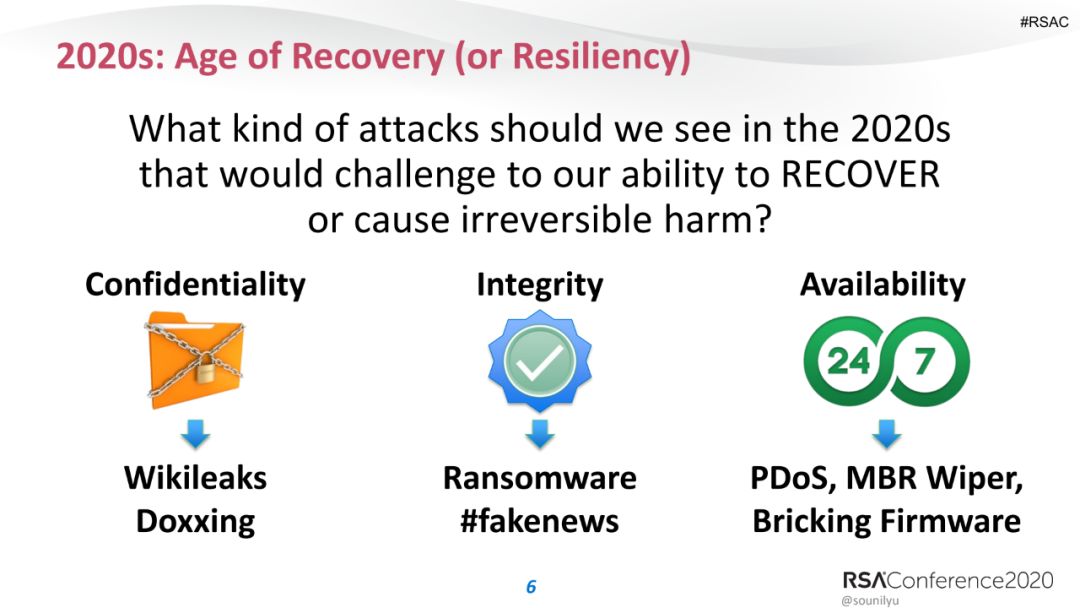 #RSAC
2020s: Age of Recovery (or Resiliency)
What kind of attacks should we see in the 2020s
that would challenge to our ability to RECOVER
or cause irreversible harm?
Confidentiality
Integrity
Availability
24 7
Wikileaks
Doxxing
Ransomware
#fakenews
PDoS, MBR Wiper,
Bricking Firmware
6
RSAConference2020
@sounilyu